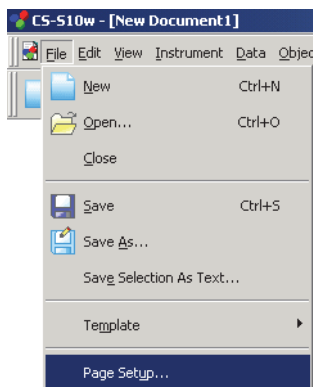 CS-S10w - [New Document1]
File Edit View Instrument Data Objec
New Ctrl+N
Open... Ctrl+O
Close
Save Ctrl+S
Save As...
Save Selection As Text...
Template
Page Setup...